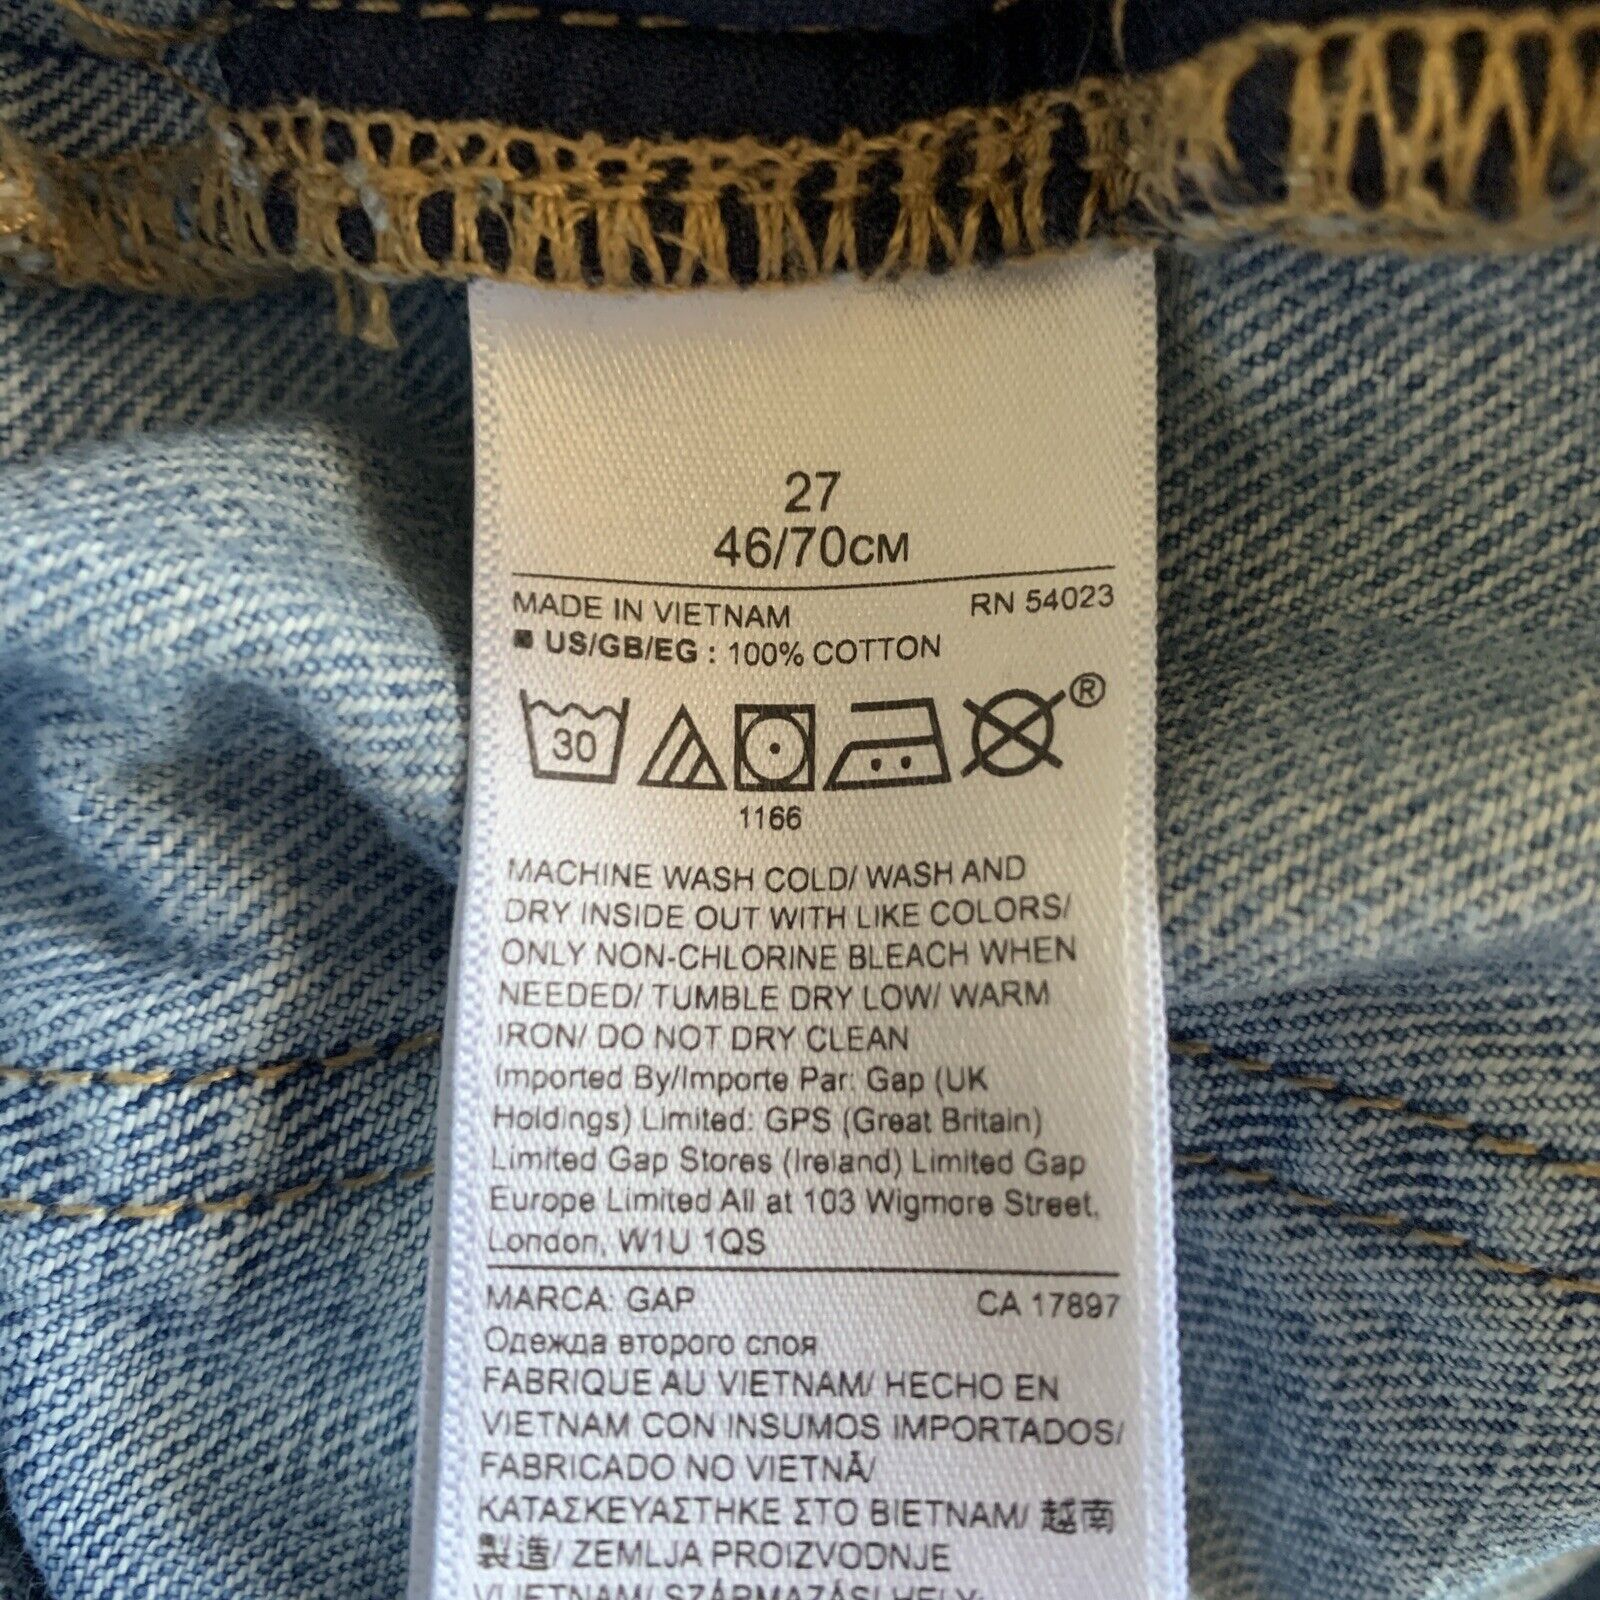 27
46/70CM
MADE IN VIETNAM RN 54023
■ US/GB/EG : 100% COTTON
30 ®
1166
MACHINE WASH COLD/ WASH AND
DRY INSIDE OUT WITH LIKE COLORS/
ONLY NON-CHLORINE BLEACH WHEN
NEEDED/ TUMBLE DRY LOW/ WARM
IRON/ DO NOT DRY CLEAN
Imported By/Importe Par: Gap (UK
Holdings) Limited: GPS (Great Britain)
Limited Gap Stores (Ireland) Limited Gap
Europe Limited All at 103 Wigmore Street,
London, W1U 1QS
MARCA: GAP CA 17897
Одежда второго слоя
FABRIQUE AU VIETNAM/ HECHO EN
VIETNAM CON INSUMOS IMPORTADOS/
FABRICADO NO VIETNÃ/
ΚΑΤΑΣΚΕΥΑΣΤΗΚΕ ΣΤΟ ΒΙΕΤΝΑΜ/ 越南
製造/ ZEMLJA PROIZVODNJE
VIJETNAM/ SZÁRMAZÁSI HELY: